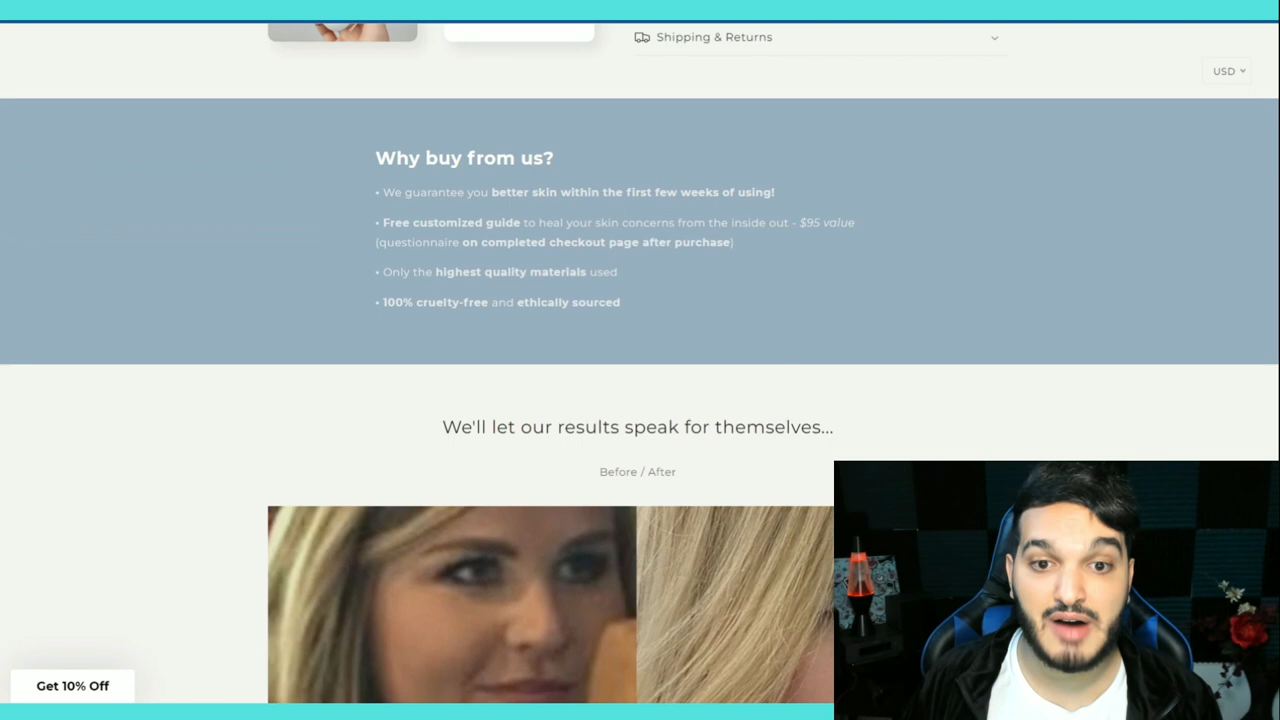 Shipping & Returns
USD
Why buy from us?
• We guarantee you better skin within the first few weeks of using!
• Free customized guide to heal your skin concerns from the inside out - $95 value
(questionnaire on completed checkout page after purchase)
• Only the highest quality materials used
• 100% cruelty-free and ethically sourced
We'll let our results speak for themselves...
Before / After
Get 10% Off